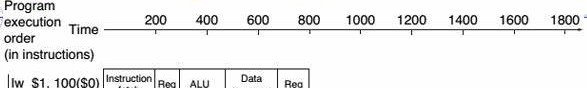 Program
execution Time 200 400 600 800 1000 1200 1400 1600 1800
order
(in instructions)
lw $1, 100($0) Instruction Reg ALU Data Reg